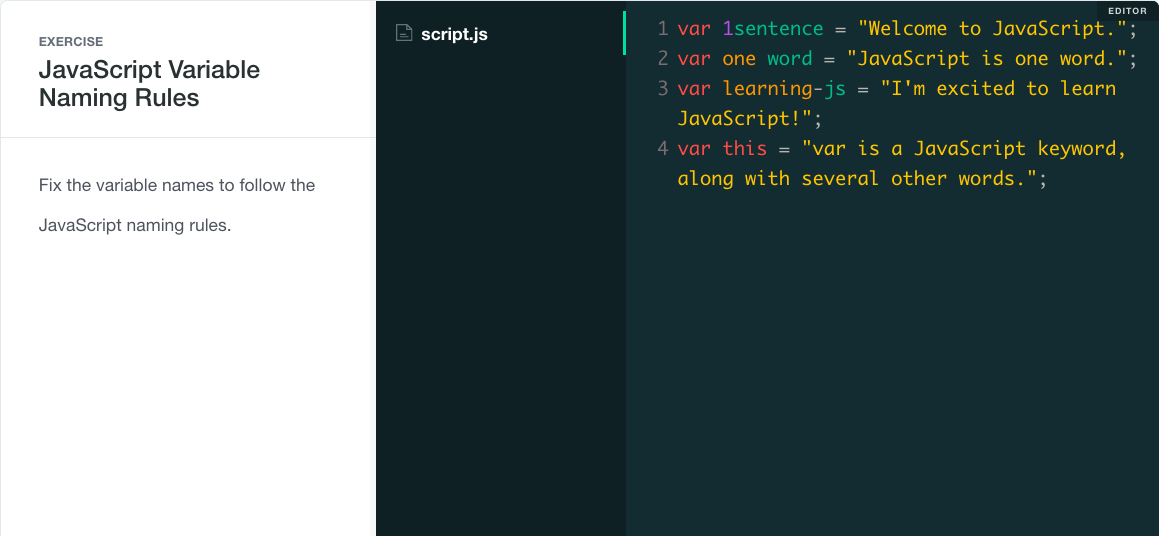 EXERCISE
JavaScript Variable
Naming Rules
Fix the variable names to follow the
JavaScript naming rules.
script.js
EDITOR
1 var 1sentence = "Welcome to JavaScript.";
2 var one word = "JavaScript is one word.";
3 var learning-js = "I'm excited to learn
JavaScript!";
4 var this = "var is a JavaScript keyword,
along with several other words.";